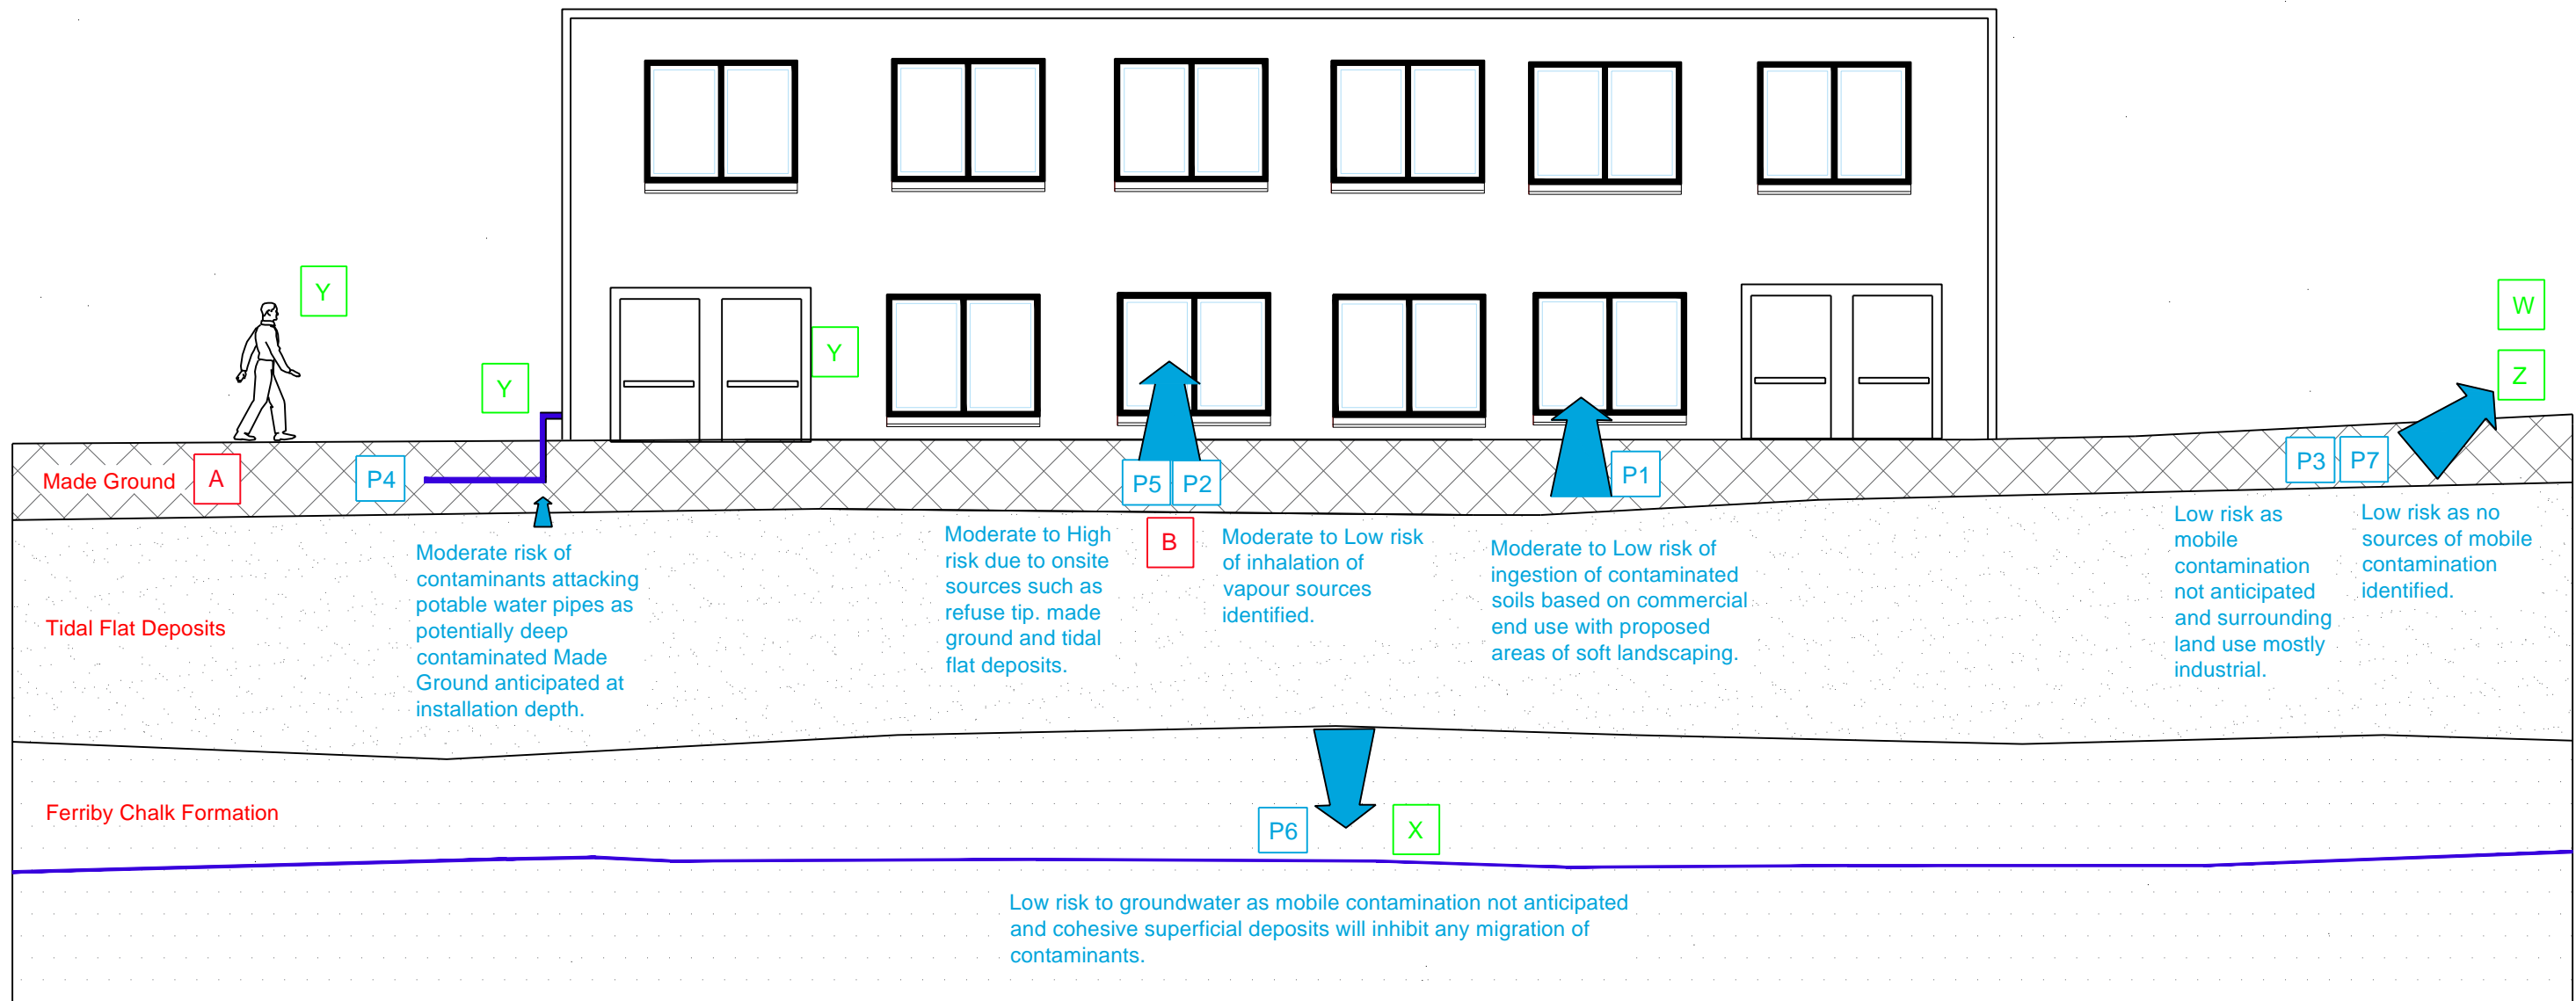 Y
W
Y
Z
Y
Made Ground
A
P4
P5
P2
P1
P3
P7
B
Moderate risk of
contaminants attacking
potable water pipes as
potentially deep
contaminated Made
Ground anticipated at
installation depth.
Moderate to High
risk due to onsite
sources such as
refuse tip. made
ground and tidal
flat deposits.
Moderate to Low risk
of inhalation of
vapour sources
identified.
Moderate to Low risk of
ingestion of contaminated
soils based on commercial
end use with proposed
areas of soft landscaping.
Low risk as
mobile
contamination
not anticipated
and surrounding
land use mostly
industrial.
Low risk as no
sources of mobile
contamination
identified.
Tidal Flat Deposits
Ferriby Chalk Formation
P6
X
Low risk to groundwater as mobile contamination not anticipated
and cohesive superficial deposits will inhibit any migration of
contaminants.